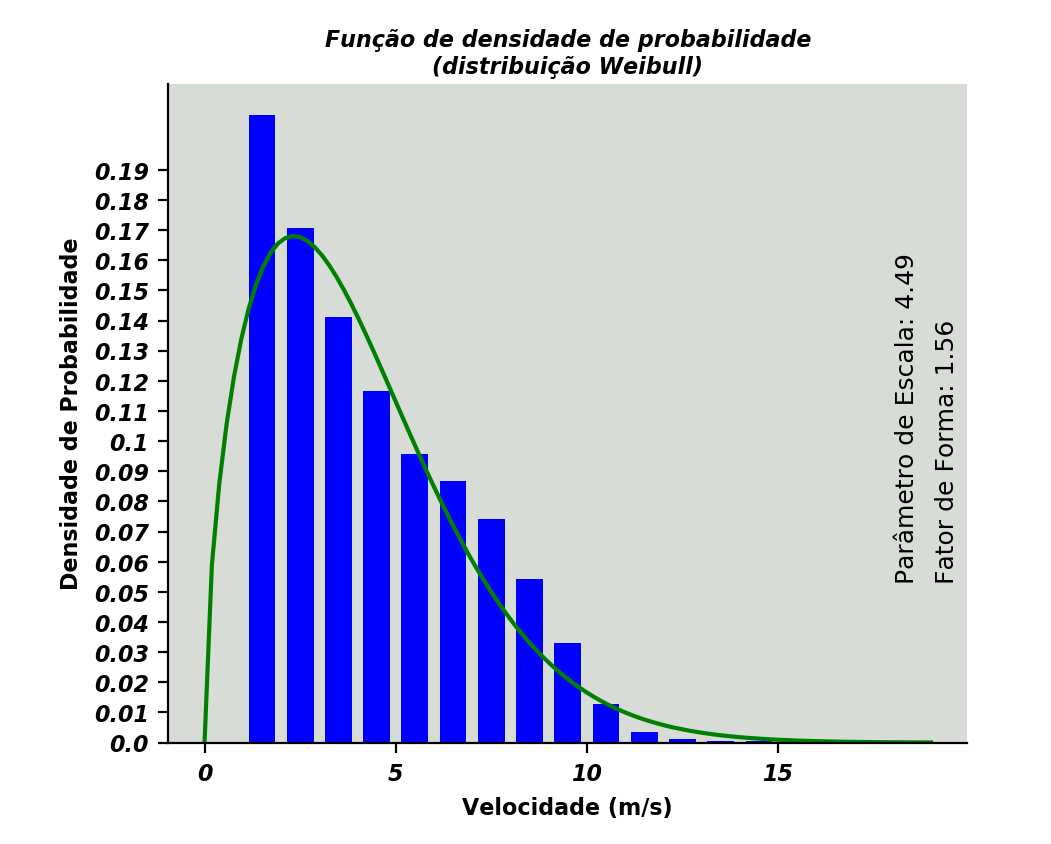 Função de densidade de probabilidade
(distribuição Weibull)
Densidade de Probabilidade
0.19
0.18
0.17
0.16
0.15
0.14
0.13
0.12
0.11
0.1
0.09
0.08
0.07
0.06
0.05
0.04
0.03
0.02
0.01
0.0
Parâmetro de Escala: 4.49
Fator de Forma: 1.56
0 5 10 15
Velocidade (m/s)